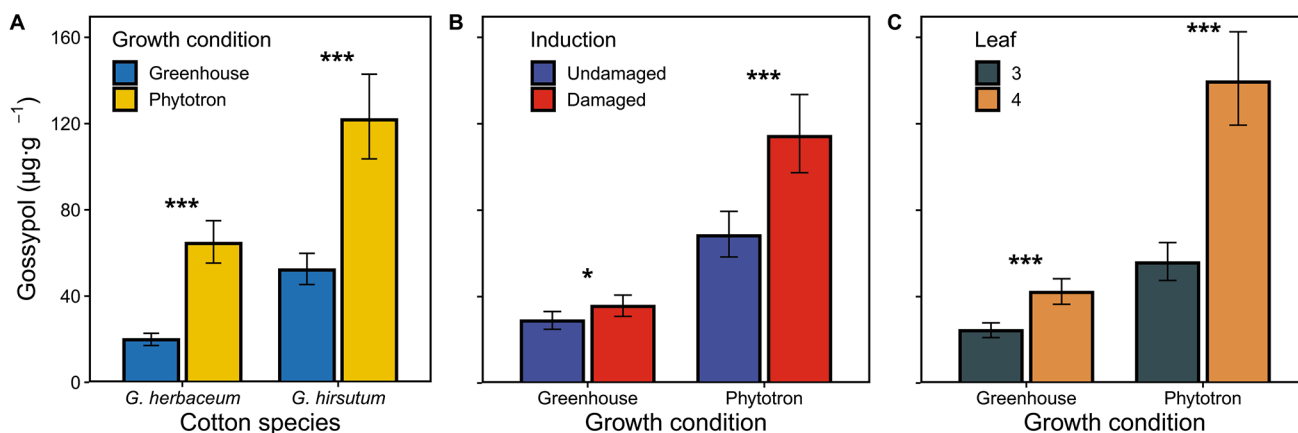 A
Growth condition
Greenhouse
Phytotron
***
***
160
120
80
40
0
Gossypol (µg·g −1)
G. herbaceum
G. hirsutum
Cotton species
B
Induction
Undamaged
Damaged
*
***
Greenhouse
Phytotron
Growth condition
C
Leaf
3
4
***
***
Greenhouse
Phytotron
Growth condition